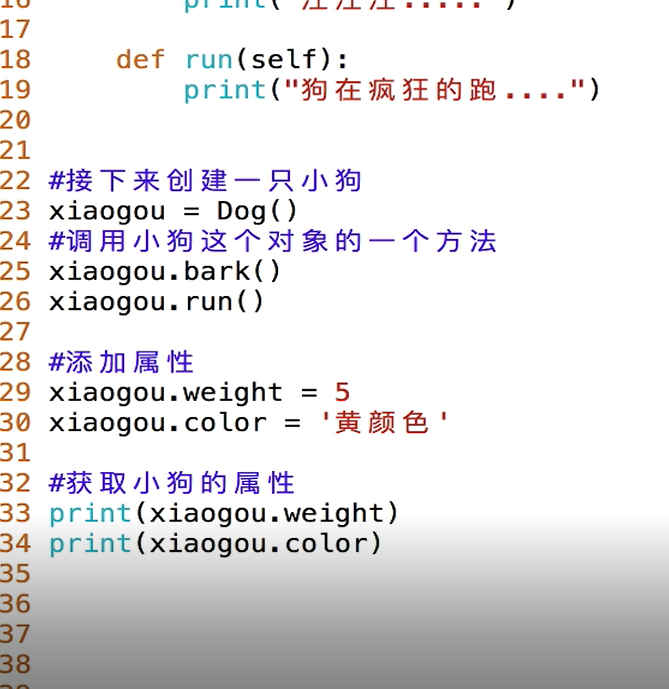 16         print("汪汪汪.....")
17
18     def run(self):
19         print("狗在疯狂的跑....")
20
21
22 #接下来创建一只小狗
23 xiaogou = Dog()
24 #调用小狗这个对象的一个方法
25 xiaogou.bark()
26 xiaogou.run()
27
28 #添加属性
29 xiaogou.weight = 5
30 xiaogou.color = '黄颜色'
31
32 #获取小狗的属性
33 print(xiaogou.weight)
34 print(xiaogou.color)
35
36
37
38